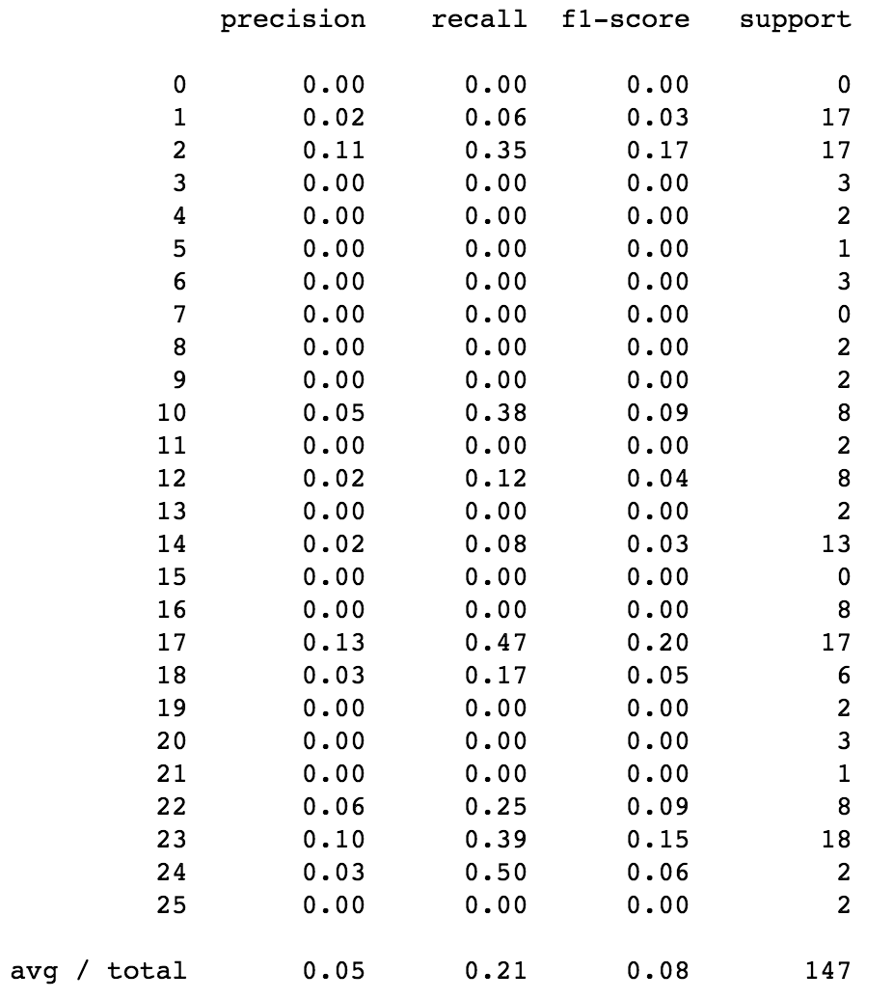 precision recall f1-score support
0 0.00 0.00 0.00 0
1 0.02 0.06 0.03 17
2 0.11 0.35 0.17 17
3 0.00 0.00 0.00 3
4 0.00 0.00 0.00 2
5 0.00 0.00 0.00 1
6 0.00 0.00 0.00 3
7 0.00 0.00 0.00 0
8 0.00 0.00 0.00 2
9 0.00 0.00 0.00 2
10 0.05 0.38 0.09 8
11 0.00 0.00 0.00 2
12 0.02 0.12 0.04 8
13 0.00 0.00 0.00 2
14 0.02 0.08 0.03 13
15 0.00 0.00 0.00 0
16 0.00 0.00 0.00 8
17 0.13 0.47 0.20 17
18 0.03 0.17 0.05 6
19 0.00 0.00 0.00 2
20 0.00 0.00 0.00 3
21 0.00 0.00 0.00 1
22 0.06 0.25 0.09 8
23 0.10 0.39 0.15 18
24 0.03 0.50 0.06 2
25 0.00 0.00 0.00 2
avg / total 0.05 0.21 0.08 147